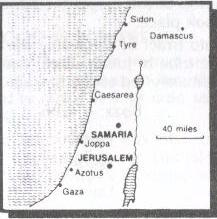 Sidon
Damascus
Tyre
Caesarea
SAMARIA
40 miles
Joppa
JERUSALEM
Azotus
Gaza